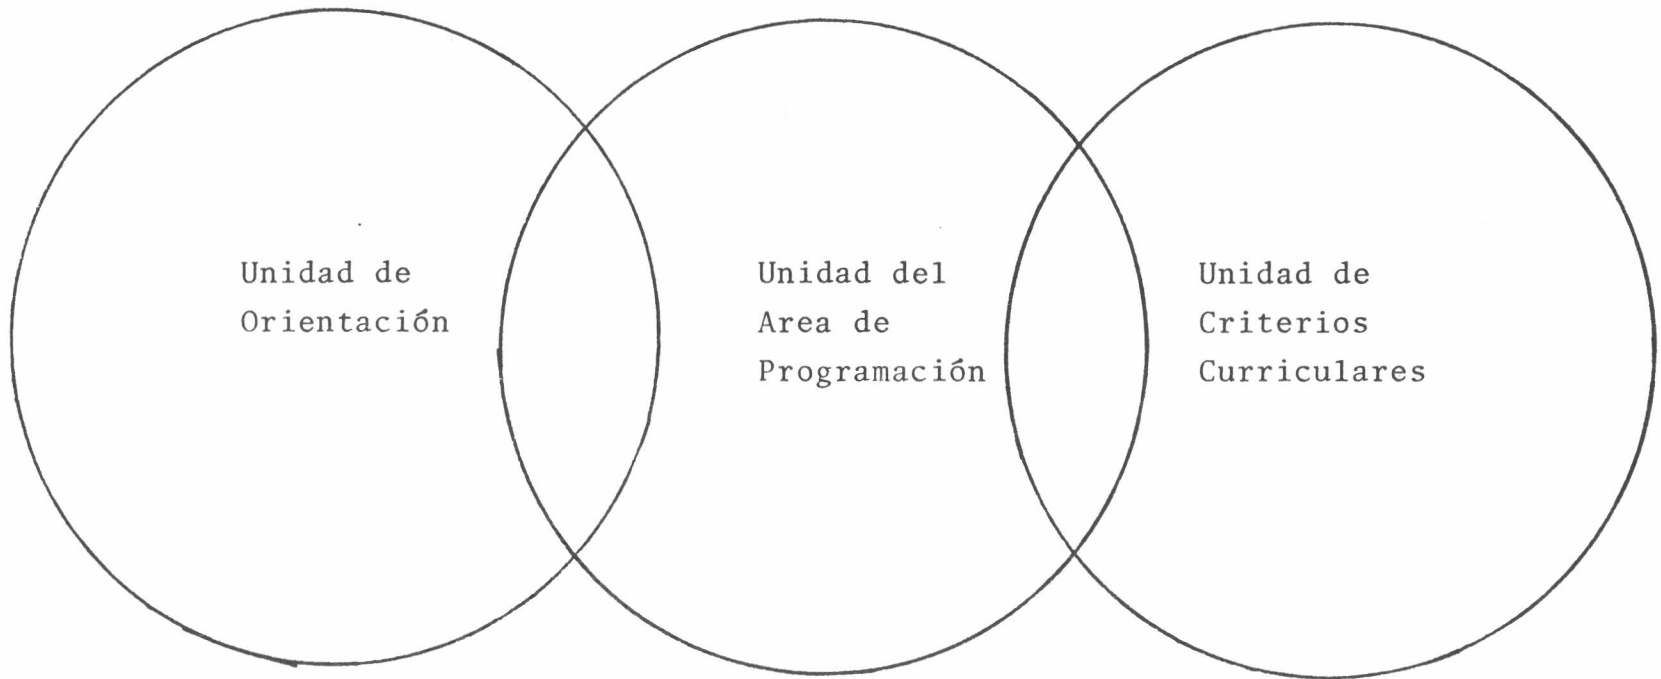 Unidad de
Orientación
Unidad del
Area de
Programación
Unidad de
Criterios
Curriculares